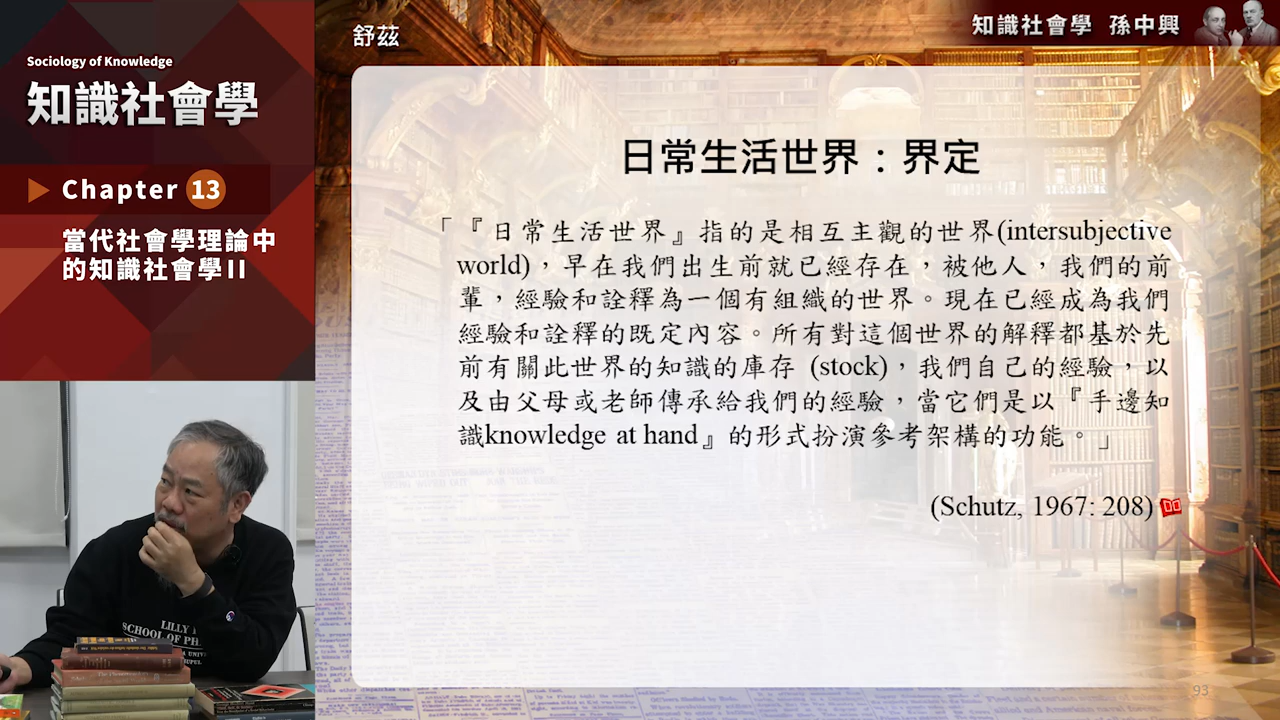 Sociology of Knowledge
知識社會學
Chapter 13
當代社會學理論中
的知識社會學II
舒茲
知識社會學 孫中興
日常生活世界：界定
「『日常生活世界』指的是相互主觀的世界(intersubjective
world)，早在我們出生前就已經存在，被他人，我們的前
輩，經驗和詮釋為一個有組織的世界。現在已經成為我們
經驗和詮釋的既定內容。所有對這個世界的解釋都基於先
前有關此世界的知識的庫存 (stock)，我們自己的經驗，以
及由父母或老師傳承給我們的經驗，當它們是以『手邊知
識knowledge at hand』的形式扮演參考架構的功能。」
(Schutz, 1967: 208)
93
LILLY
SCHOOL OF PH